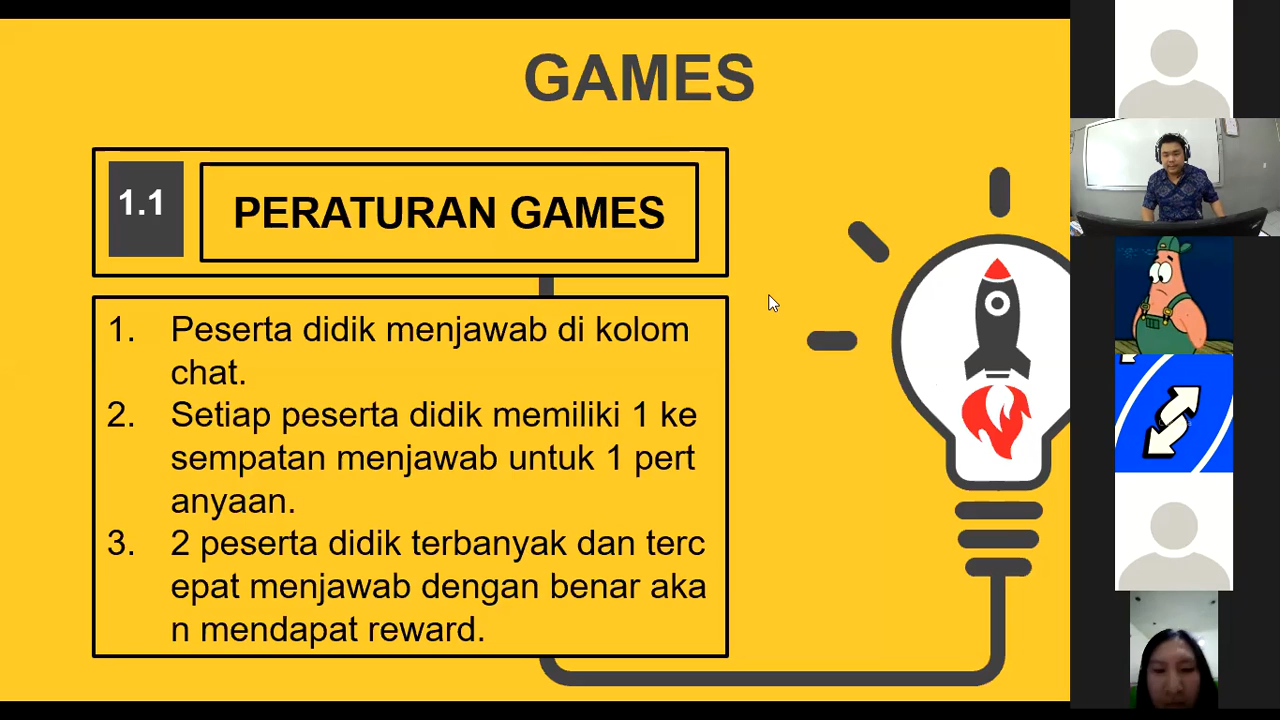 GAMES
1.1
PERATURAN GAMES
1. Peserta didik menjawab di kolom
chat.
2. Setiap peserta didik memiliki 1 ke
sempatan menjawab untuk 1 pert
anyaan.
3. 2 peserta didik terbanyak dan terc
epat menjawab dengan benar aka
n mendapat reward.